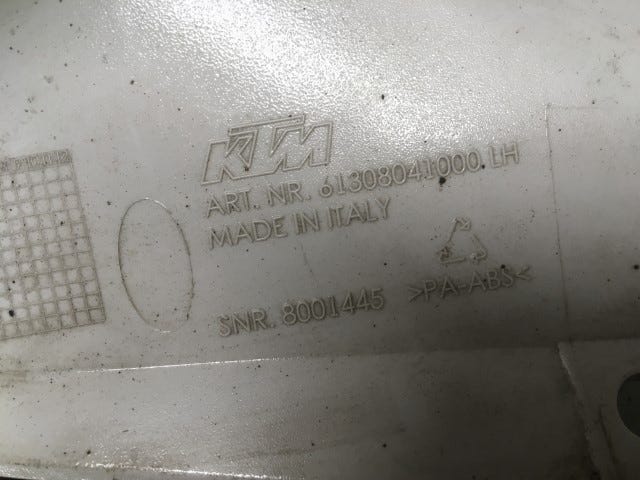 KTM
ART. NR. 61308041000 LH
MADE IN ITALY
SNR. 8001445 >PA-ABS<